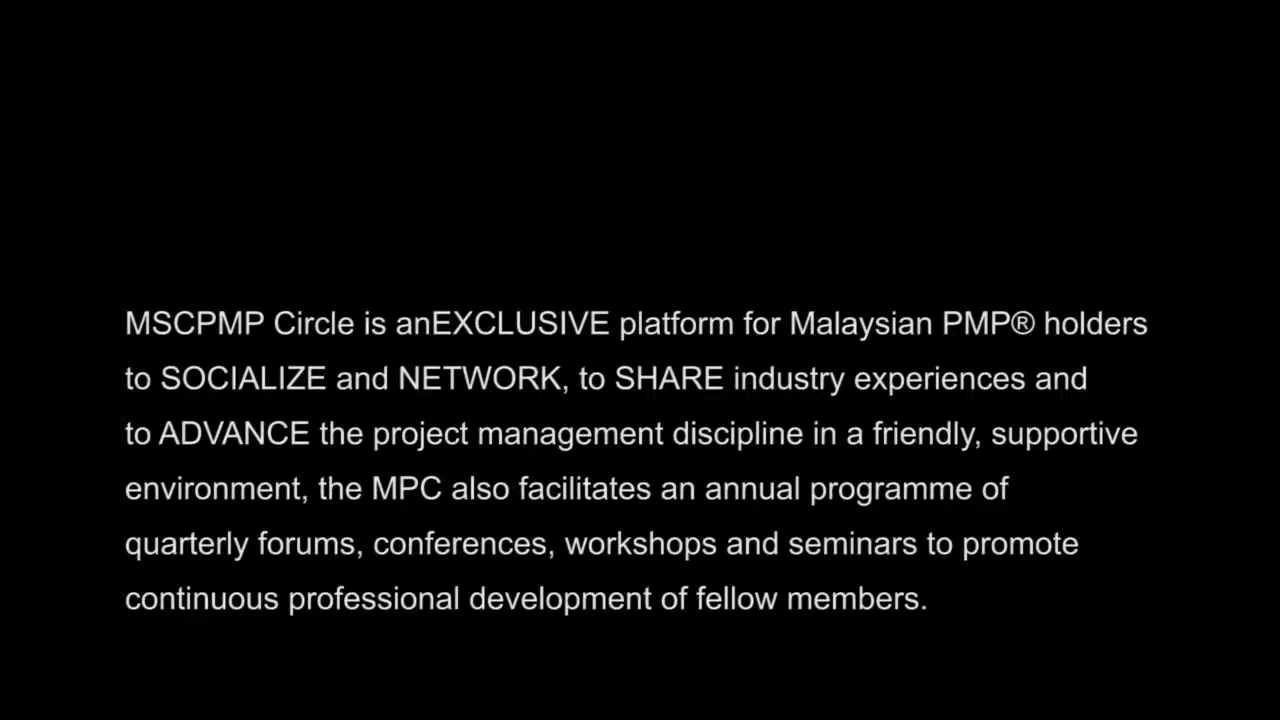 MSCPMP Circle is anEXCLUSIVE platform for Malaysian PMP® holders
to SOCIALIZE and NETWORK, to SHARE industry experiences and
to ADVANCE the project management discipline in a friendly, supportive
environment, the MPC also facilitates an annual programme of
quarterly forums, conferences, workshops and seminars to promote
continuous professional development of fellow members.